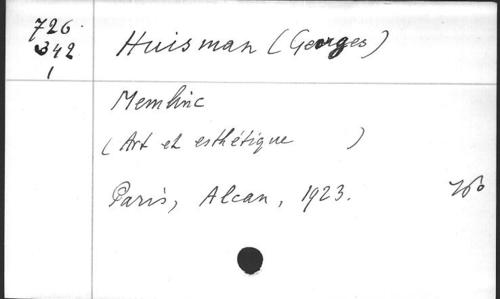 726.
342
1
Huisman (Georges)
Memlinc
(Art et esthétique )
Paris, Alcan, 1923.